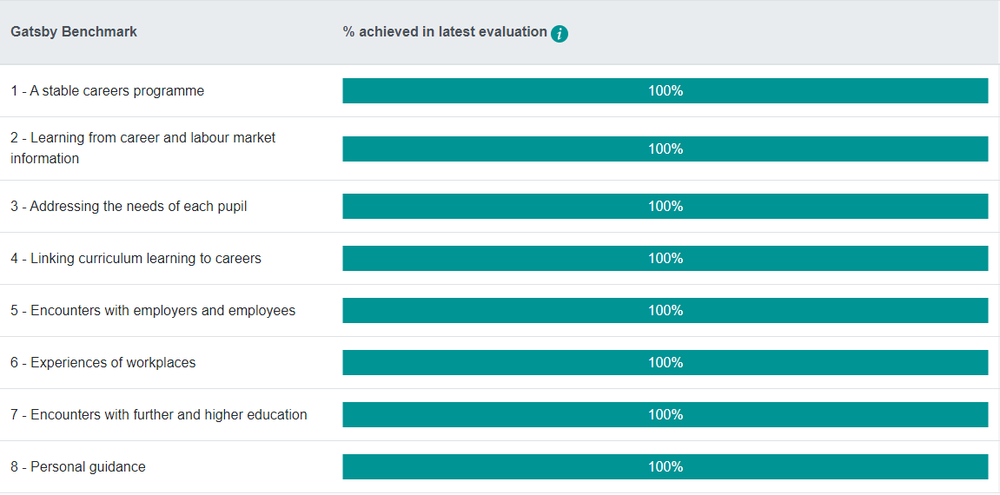 Gatsby Benchmark
% achieved in latest evaluation i
1 - A stable careers programme
100%
2 - Learning from career and labour market
information
100%
3 - Addressing the needs of each pupil
100%
4 - Linking curriculum learning to careers
100%
5 - Encounters with employers and employees
100%
6 - Experiences of workplaces
100%
7 - Encounters with further and higher education
100%
8 - Personal guidance
100%